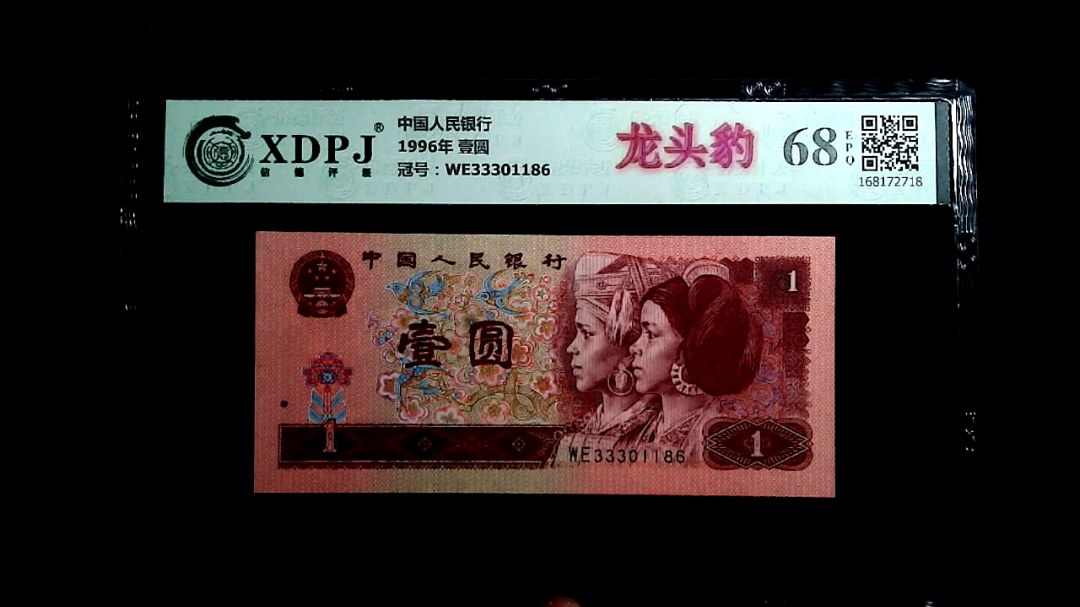 XDPJ®
信德评级
中国人民银行
1996年 壹圆
冠号：WE33301186
龙头豹
68
EPQ
168172718
中国人民银行
壹圆
1
1
WE33301186
1